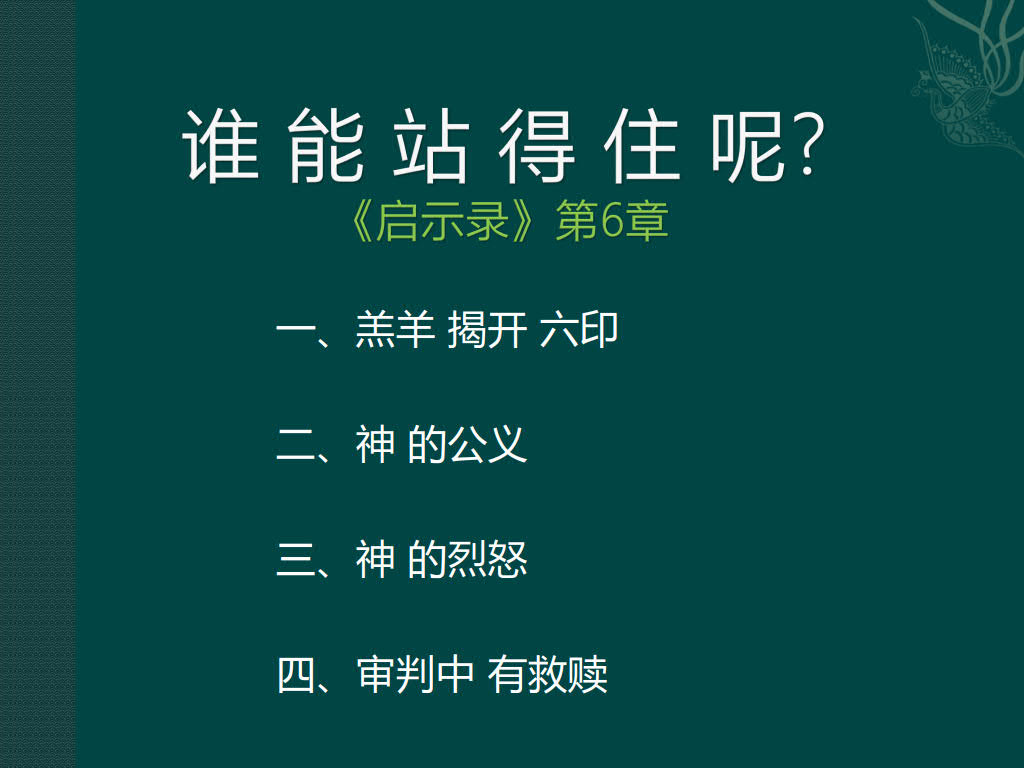 谁能站得住呢?
《启示录》第6章
一、羔羊 揭开 六印
二、神 的公义
三、神 的烈怒
四、审判中 有救赎